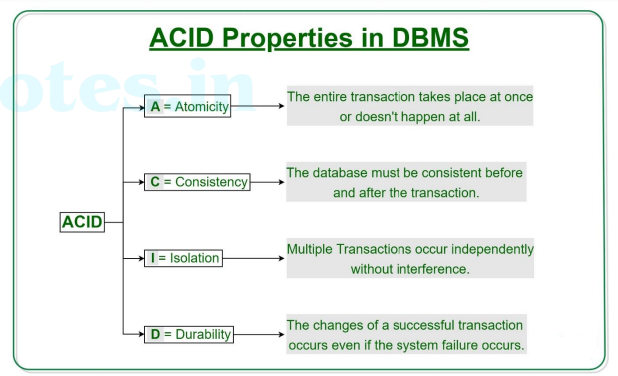 ACID Properties in DBMS
otes in
A = Atomicity
The entire transaction takes place at once
or doesn't happen at all.
C = Consistency
The database must be consistent before
and after the transaction.
ACID
I = Isolation
Multiple Transactions occur independently
without interference.
D = Durability
The changes of a successful transaction
occurs even if the system failure occurs.